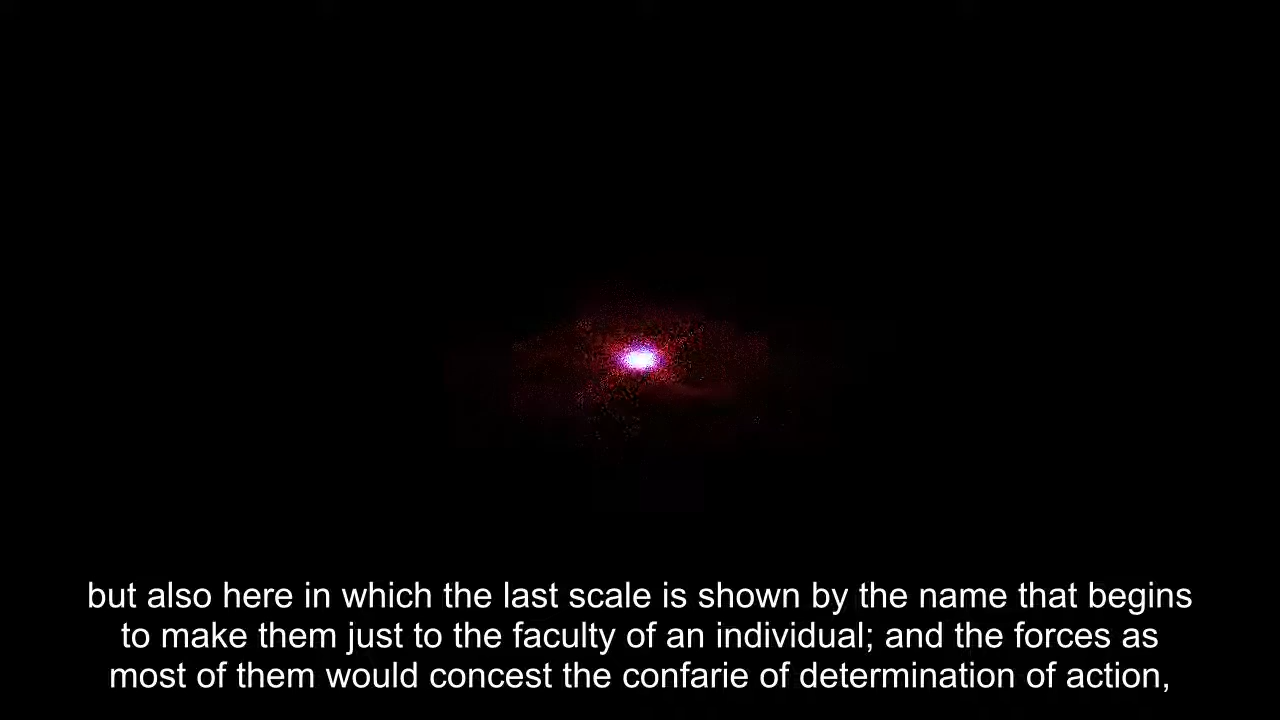 but also here in which the last scale is shown by the name that begins
to make them just to the faculty of an individual; and the forces as
most of them would concest the confarie of determination of action,